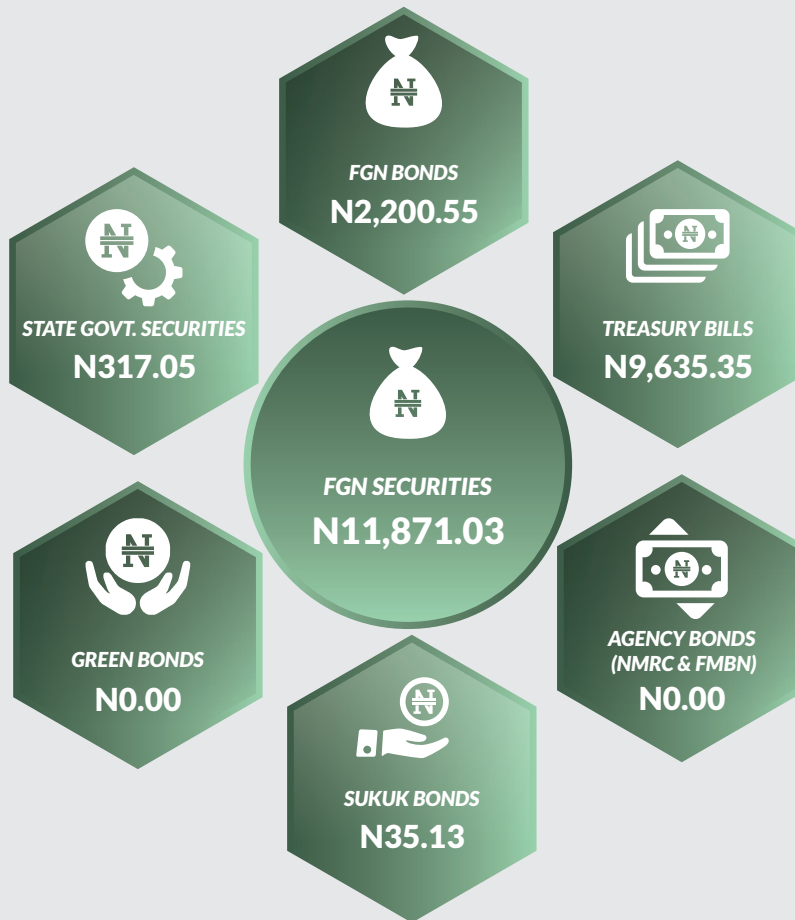 FGN BONDS
N2,200.55
STATE GOVT. SECURITIES
N317.05
TREASURY BILLS
N9,635.35
FGN SECURITIES
N11,871.03
GREEN BONDS
N0.00
AGENCY BONDS
(NMRC & FMBN)
N0.00
SUKUK BONDS
N35.13